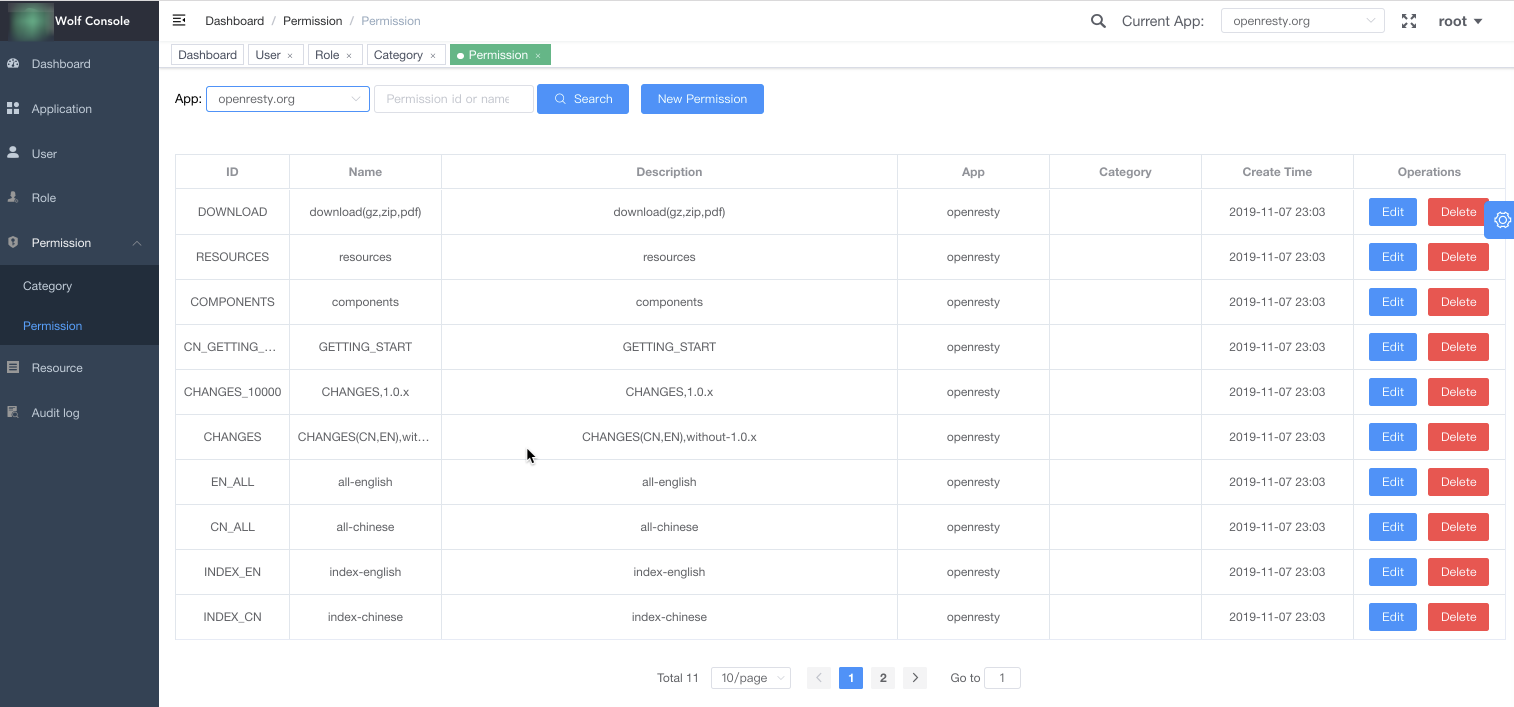 Wolf Console
Dashboard / Permission / Permission
Current App: openresty.org root
Dashboard User × Role × Category × Permission ×
Dashboard
Application
User
Role
Permission
Category
Permission
Resource
Audit log
App: openresty.org Permission id or name Search New Permission
ID Name Description App Category Create Time Operations
DOWNLOAD download(gz,zip,pdf) download(gz,zip,pdf) openresty 2019-11-07 23:03 Edit Delete
RESOURCES resources resources openresty 2019-11-07 23:03 Edit Delete
COMPONENTS components components openresty 2019-11-07 23:03 Edit Delete
CN_GETTING_... GETTING_START GETTING_START openresty 2019-11-07 23:03 Edit Delete
CHANGES_10000 CHANGES,1.0.x CHANGES,1.0.x openresty 2019-11-07 23:03 Edit Delete
CHANGES CHANGES(CN,EN),wit... CHANGES(CN,EN),without-1.0.x openresty 2019-11-07 23:03 Edit Delete
EN_ALL all-english all-english openresty 2019-11-07 23:03 Edit Delete
CN_ALL all-chinese all-chinese openresty 2019-11-07 23:03 Edit Delete
INDEX_EN index-english index-english openresty 2019-11-07 23:03 Edit Delete
INDEX_CN index-chinese index-chinese openresty 2019-11-07 23:03 Edit Delete
Total 11 10/page < 1 2 > Go to 1